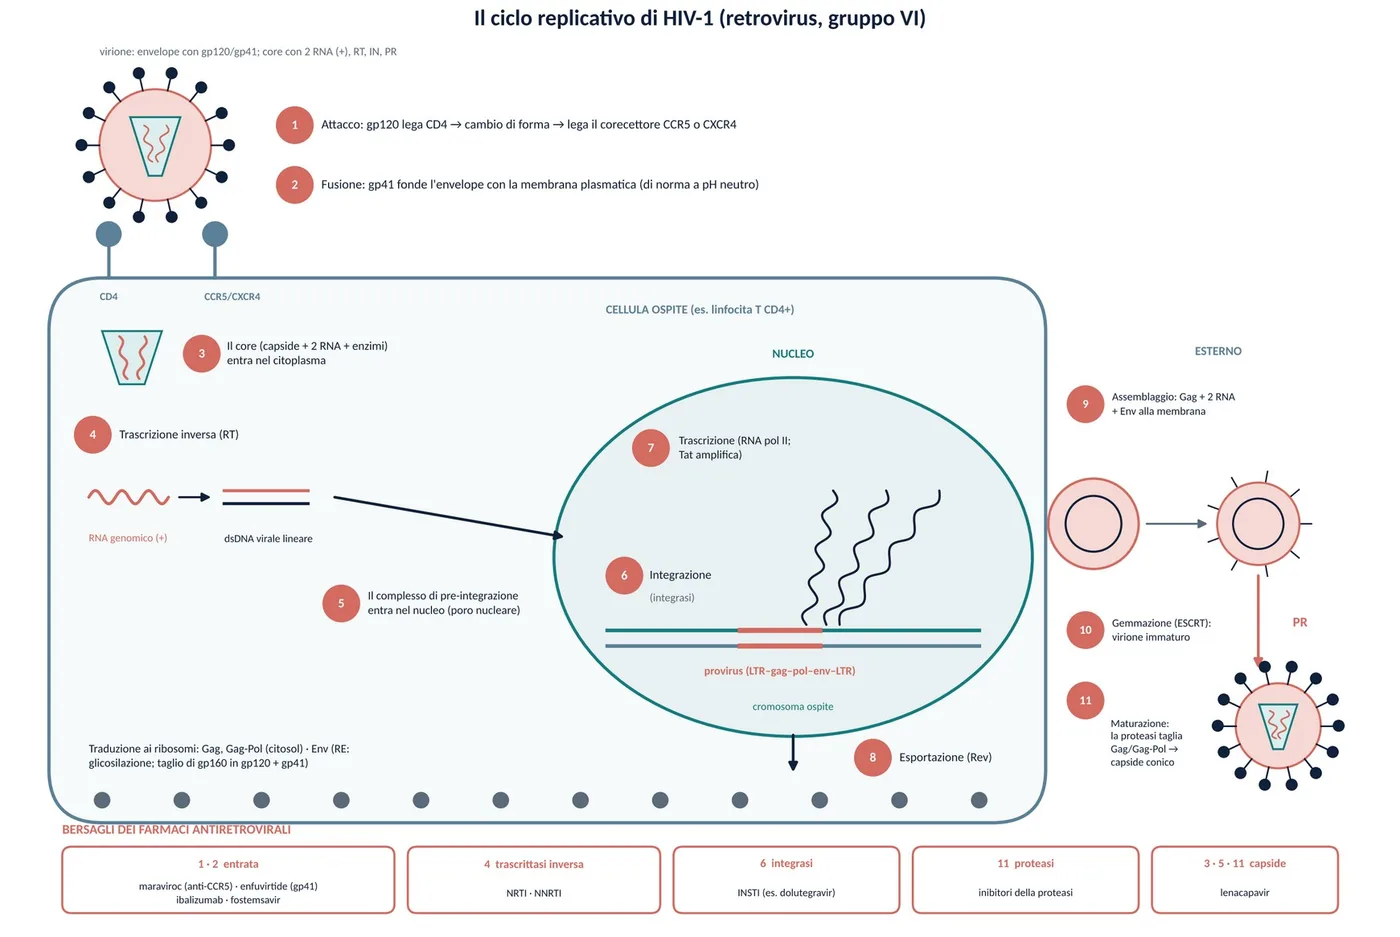 Il ciclo replicativo di HIV-1 (retrovirus, gruppo VI)
virione: envelope con gp120/gp41; core con 2 RNA (+), RT, IN, PR
1
Attacco: gp120 lega CD4 → cambio di forma → lega il corecettore CCR5 o CXCR4
2
Fusione: gp41 fonde l'envelope con la membrana plasmatica (di norma a pH neutro)
CD4
CCR5/CXCR4
CELLULA OSPITE (es. linfocita T CD4+)
3
Il core (capside + 2 RNA + enzimi)
entra nel citoplasma
NUCLEO
ESTERNO
4
Trascrizione inversa (RT)
RNA genomico (+)
dsDNA virale lineare
5
Il complesso di pre-integrazione
entra nel nucleo (poro nucleare)
7
Trascrizione (RNA pol II;
Tat amplifica)
6
Integrazione
(integrasi)
provirus (LTR–gag–pol–env–LTR)
cromosoma ospite
8
Esportazione (Rev)
9
Assemblaggio: Gag + 2 RNA
+ Env alla membrana
10
Gemmazione (ESCRT):
virione immaturo
PR
11
Maturazione:
la proteasi taglia
Gag/Gag-Pol →
capside conico
Traduzione ai ribosomi: Gag, Gag-Pol (citosol) · Env (RE:
glicosilazione; taglio di gp160 in gp120 + gp41)
BERSAGLI DEI FARMACI ANTIRETROVIRALI
1 · 2 entrata
maraviroc (anti-CCR5) · enfuvirtide (gp41)
ibalizumab · fostemsavir
4 trascrittasi inversa
NRTI · NNRTI
6 integrasi
INSTI (es. dolutegravir)
11 proteasi
inibitori della proteasi
3 · 5 · 11 capside
lenacapavir